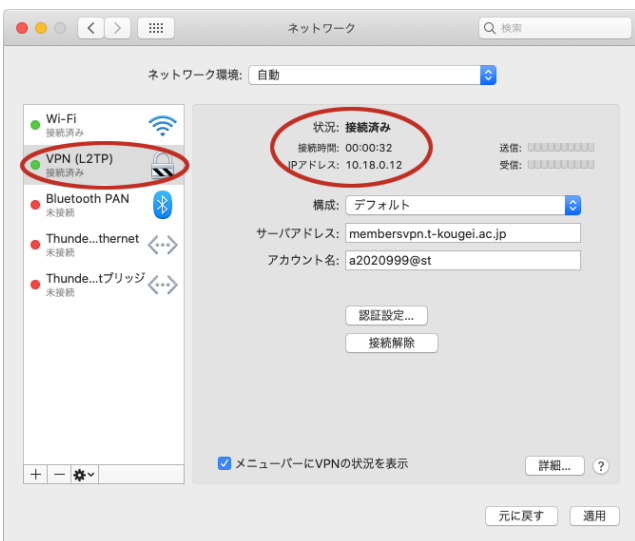 ネットワーク
検索
ネットワーク環境: 自動
Wi-Fi
接続済み
VPN (L2TP)
接続済み
Bluetooth PAN
未接続
Thunde...thernet
未接続
Thunde...tブリッジ
未接続
状況: 接続済み
接続時間: 00:00:32
IPアドレス: 10.18.0.12
送信:
受信:
構成: デフォルト
サーバアドレス: membersvpn.t-kougei.ac.jp
アカウント名: a2020999@st
認証設定...
接続解除
メニューバーにVPNの状況を表示
詳細...
?
元に戻す
適用